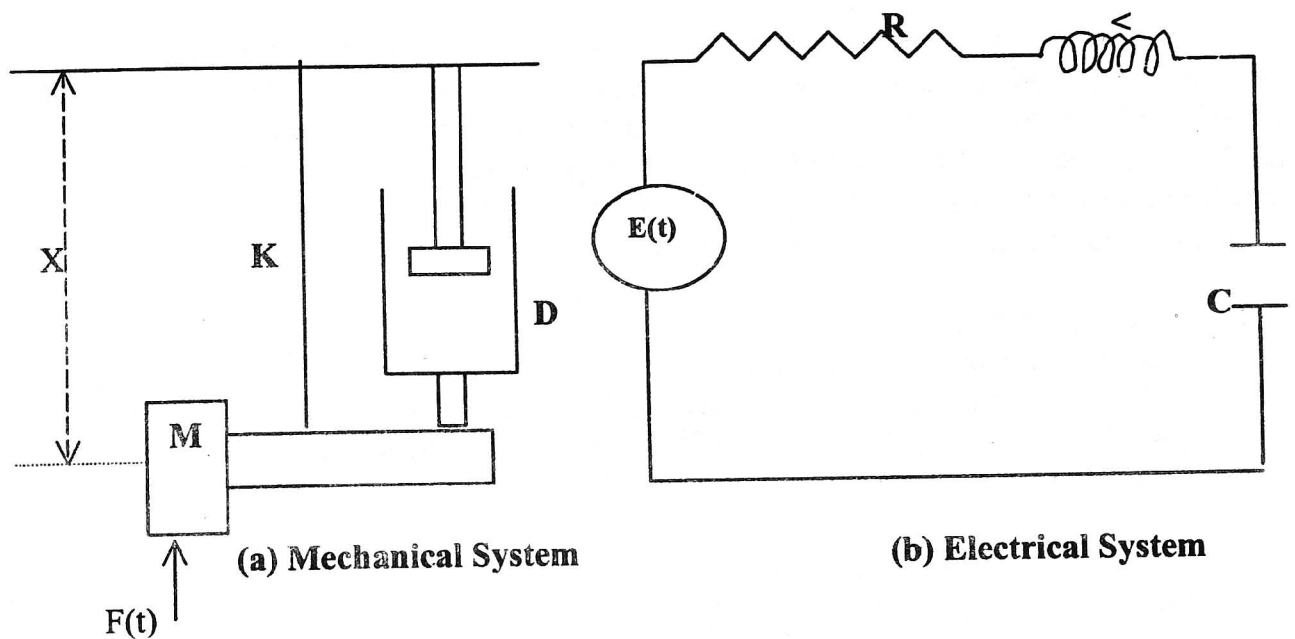 R
<
X
K
E(t)
D
C
M
(a) Mechanical System
(b) Electrical System
F(t)